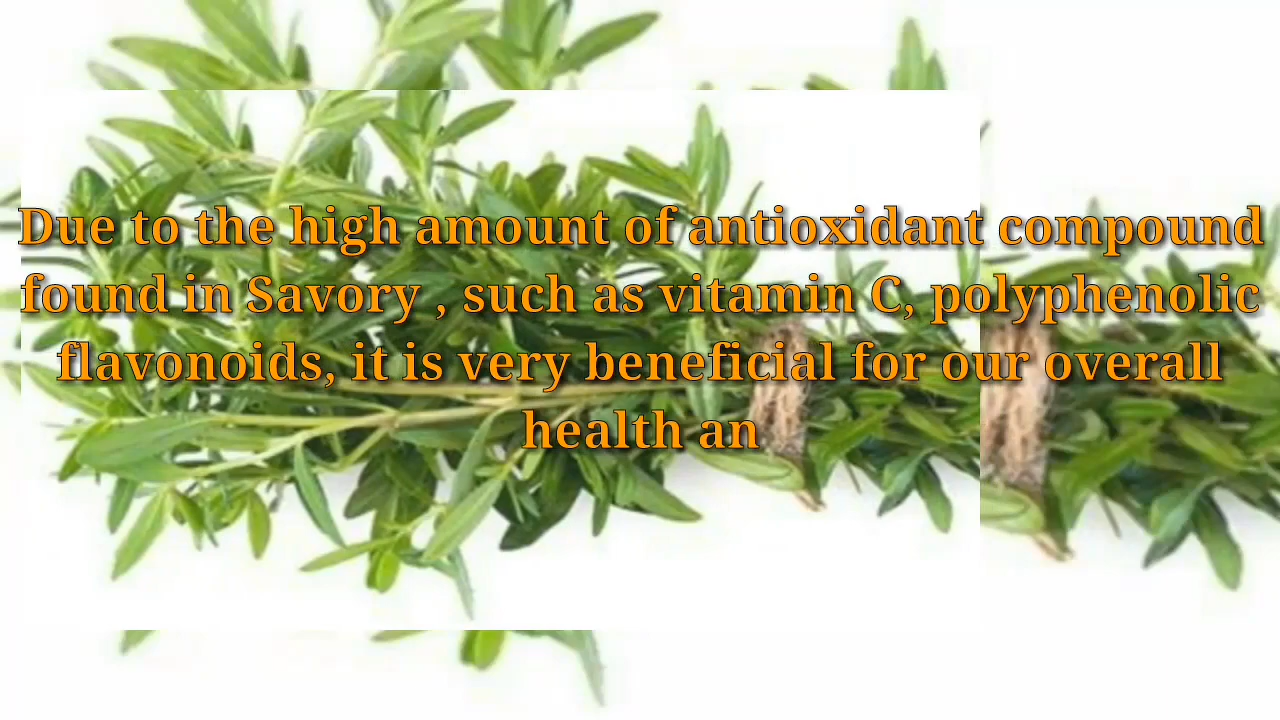 Due to the high amount of antioxidant compound
found in Savory , such as vitamin C, polyphenolic
flavonoids, it is very beneficial for our overall
health an